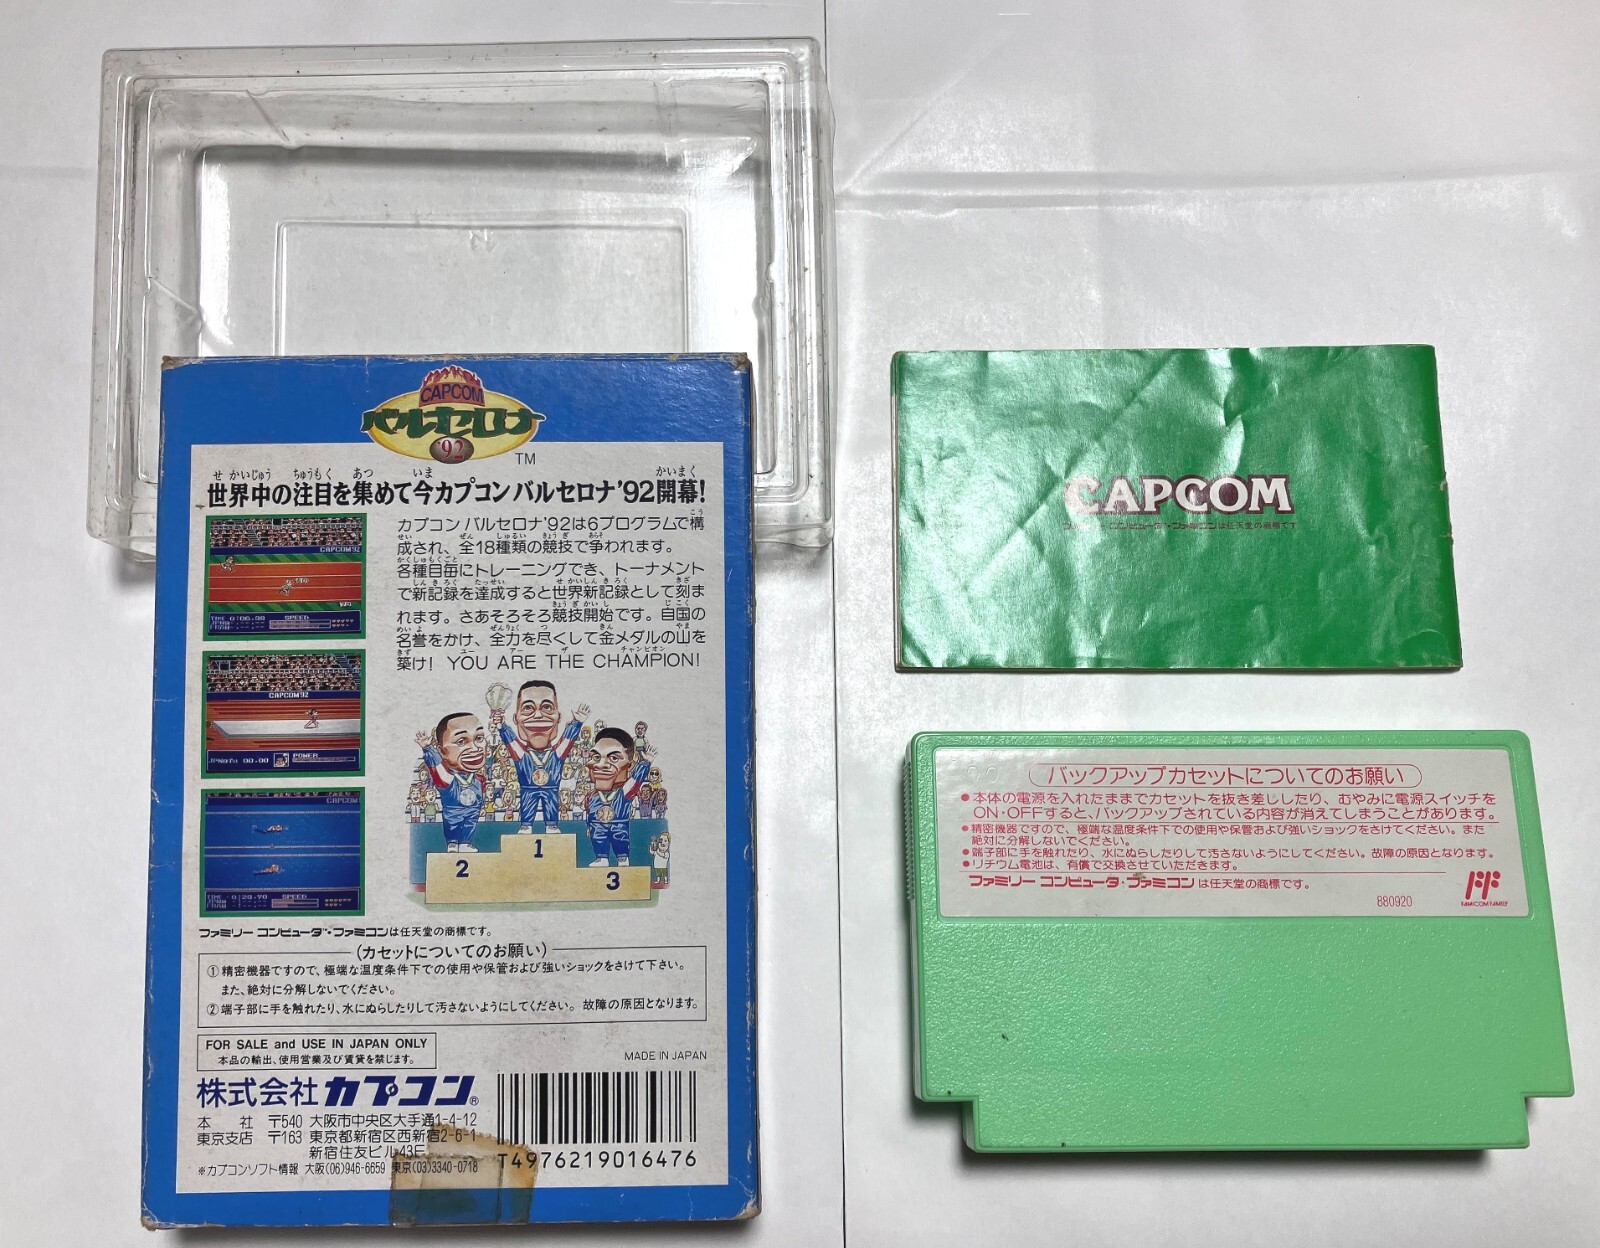 CAPCOM
バルセロナ
'92
TM
世界中の注目を集めて今カプコンバルセロナ'92開幕!
カプコンバルセロナ'92は6プログラムで構
成され、全18種類の競技で争われます。
各種目毎にトレーニングでき、トーナメント
で新記録を達成すると世界新記録として刻ま
れます。さあそろそろ競技開始です。自国の
名誉をかけ、全力を尽くして金メダルの山を
築け! YOU ARE THE CHAMPION!
CAPCOM'92
SPEED
CAPCOM'92
POWER
CAPCOM
SPEED
2
1
3
ファミリー コンピュータ™・ファミコンは任天堂の商標です。
(カセットについてのお願い)
①精密機器ですので、極端な温度条件下での使用や保管および強いショックをさけて下さい。
また、絶対に分解しないでください。
②端子部に手を触れたり、水にぬらしたりして汚さないようにしてください。故障の原因となります。
FOR SALE and USE IN JAPAN ONLY
本品の輸出、使用営業及び賃貸を禁じます。
MADE IN JAPAN
株式会社カプコン®
本社 〒540 大阪市中央区大手通1-4-12
東京支店 〒163 東京都新宿区西新宿2-6-1
新宿住友ビル43F
※カプコンソフト情報 大阪(06)946-6659 東京(03)3340-0718
T4976219016476
CAPCOM
ファミリー コンピュータ・ファミコンは任天堂の商標です
バックアップカセットについてのお願い
●本体の電源を入れたままでカセットを抜き差ししたり、むやみに電源スイッチを
ON・OFFすると、バックアップされている内容が消えてしまうことがあります。
●精密機器ですので、極端な温度条件下での使用や保管および強いショックをさけてください。また
絶対に分解しないでください。
●端子部に手を触れたり、水にぬらしたりして汚さないようにしてください。故障の原因となります。
●リチウム電池は、有償で交換させていただきます。
ファミリー コンピュータ・ファミコンは任天堂の商標です。
880920
FAMICOM FAMILY